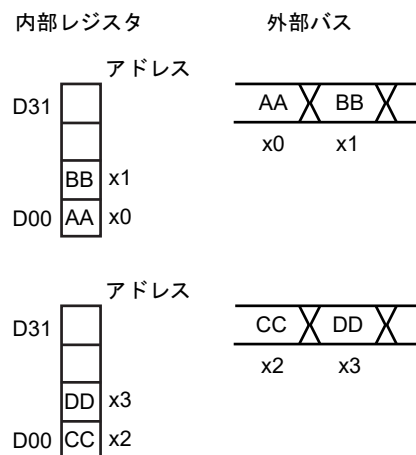 内部レジスタ 外部バス
アドレス
D31 AA BB
x0 x1
BB x1
D00 AA x0
アドレス
D31 CC DD
x2 x3
DD x3
D00 CC x2